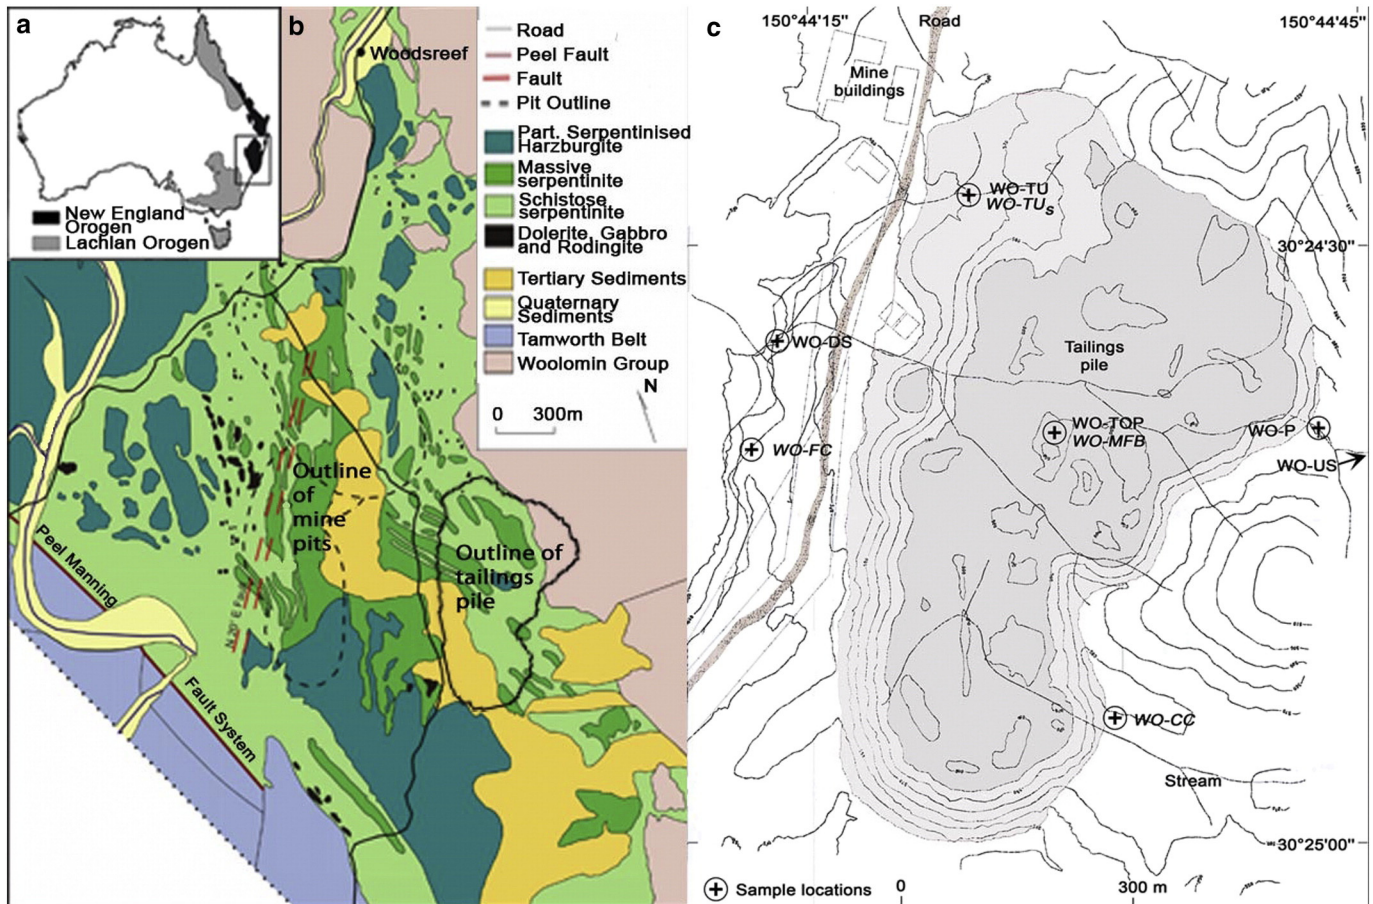 a
New England
Orogen
Lachlan Orogen
b
Woodsreef
Road
Peel Fault
Fault
Pit Outline
Part. Serpentinised
Harzburgite
Massive
serpentinite
Schistose
serpentinite
Dolerite, Gabbro
and Rodingite
Tertiary Sediments
Quaternary
Sediments
Tamworth Belt
Woolomin Group
N
0 300m
Outline
of
mine
pits
Outline of
tailings
pile
Peel Manning
Fault System
c
150°44'15"
Road
150°44'45"
Mine
buildings
WO-TU
WO-TUs
30°24'30"
WO-DS
Tailings
pile
WO-TOP
WO-MFB
WO-P
WO-FC
WO-US
WO-CC
Stream
30°25'00"
Sample locations
0 300 m